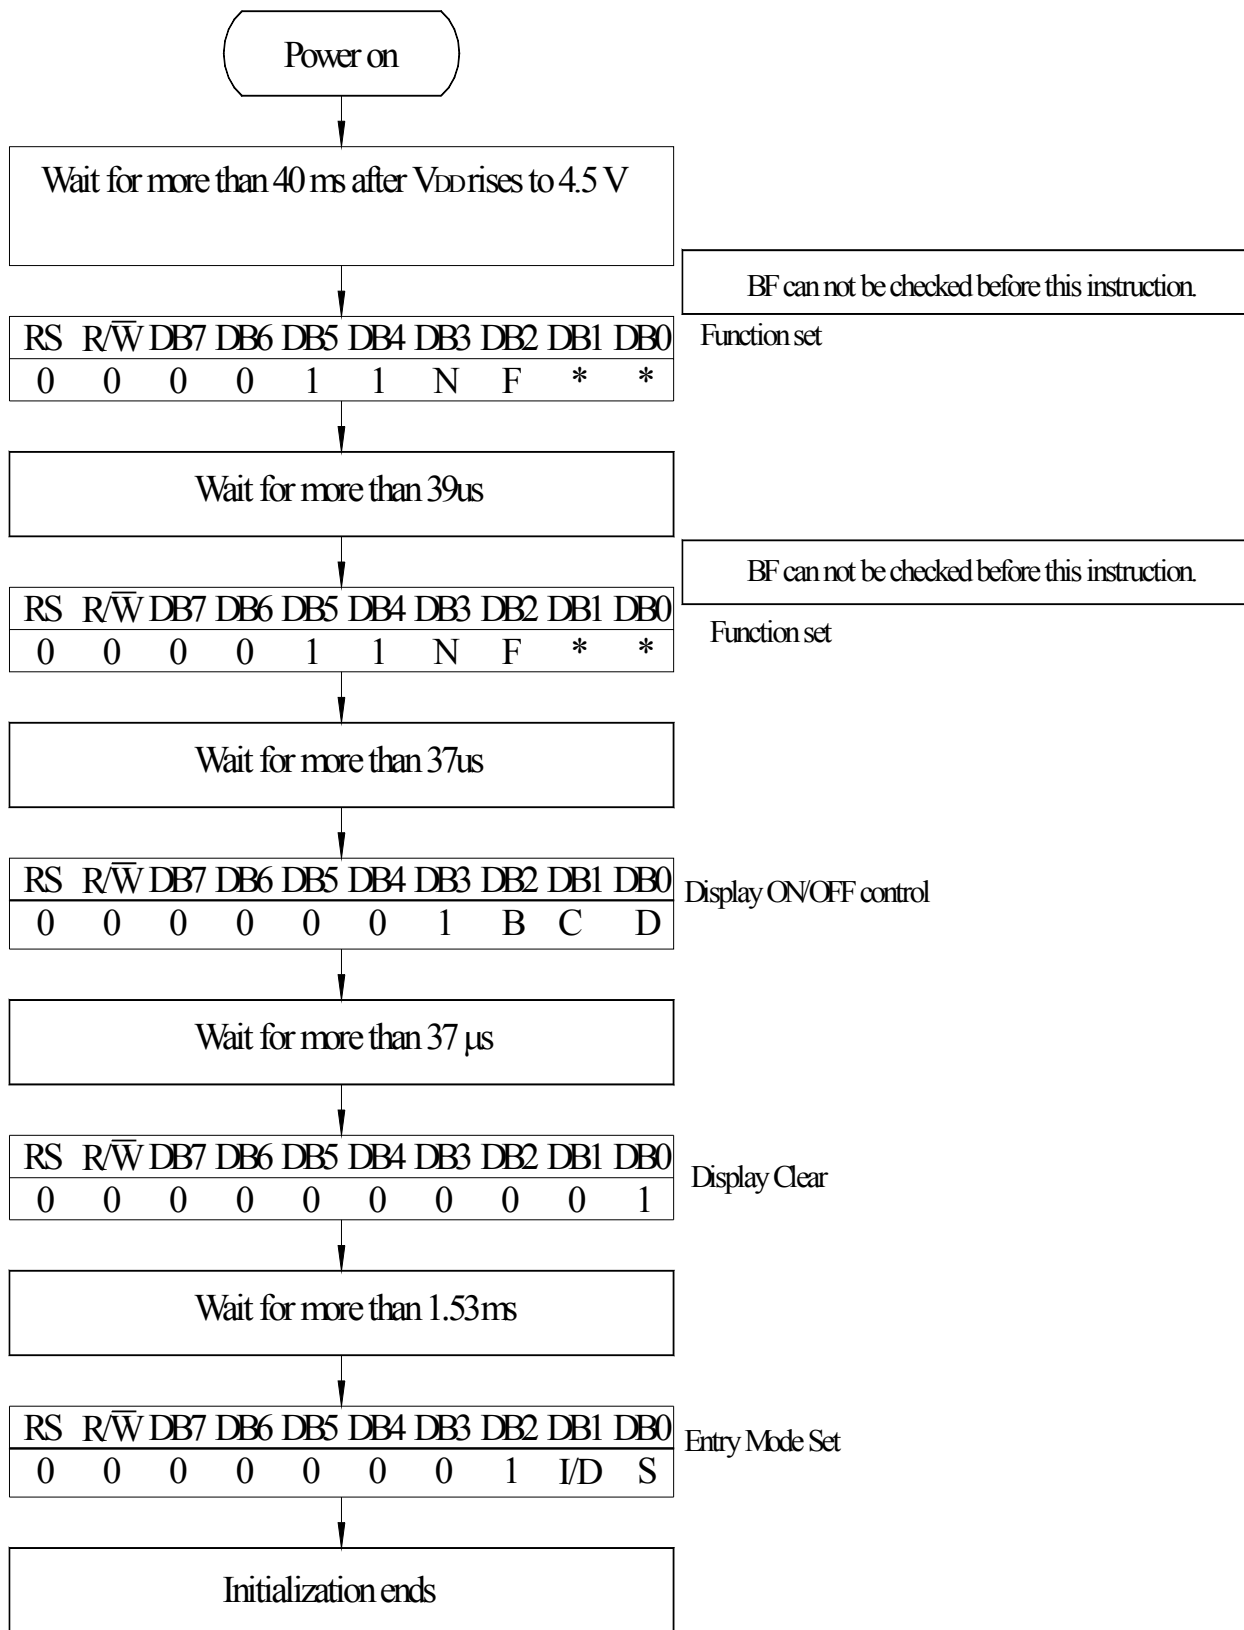 Power on
Wait for more than 40 ms after VDD rises to 4.5 V
BF can not be checked before this instruction.
RS R/W̅ DB7 DB6 DB5 DB4 DB3 DB2 DB1 DB0
Function set
0 0 0 0 1 1 N F * *
Wait for more than 39us
BF can not be checked before this instruction.
RS R/W̅ DB7 DB6 DB5 DB4 DB3 DB2 DB1 DB0
Function set
0 0 0 0 1 1 N F * *
Wait for more than 37us
RS R/W̅ DB7 DB6 DB5 DB4 DB3 DB2 DB1 DB0
Display ON/OFF control
0 0 0 0 0 0 1 B C D
Wait for more than 37 μs
RS R/W̅ DB7 DB6 DB5 DB4 DB3 DB2 DB1 DB0
Display Clear
0 0 0 0 0 0 0 0 0 1
Wait for more than 1.53ms
RS R/W̅ DB7 DB6 DB5 DB4 DB3 DB2 DB1 DB0
Entry Mode Set
0 0 0 0 0 0 0 1 I/D S
Initialization ends